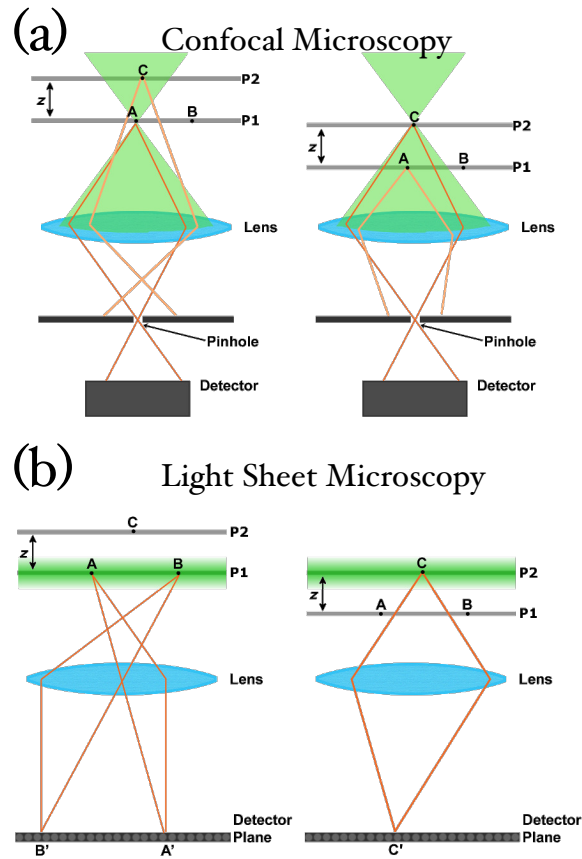 (a)
Confocal Microscopy
C
P2
z
A
B
P1
Lens
Pinhole
Detector
C
P2
z
A
B
P1
Lens
Pinhole
Detector
(b)
Light Sheet Microscopy
C
P2
z
A
B
P1
Lens
Detector
Plane
B'
A'
C
P2
z
A
B
P1
Lens
Detector
Plane
C'